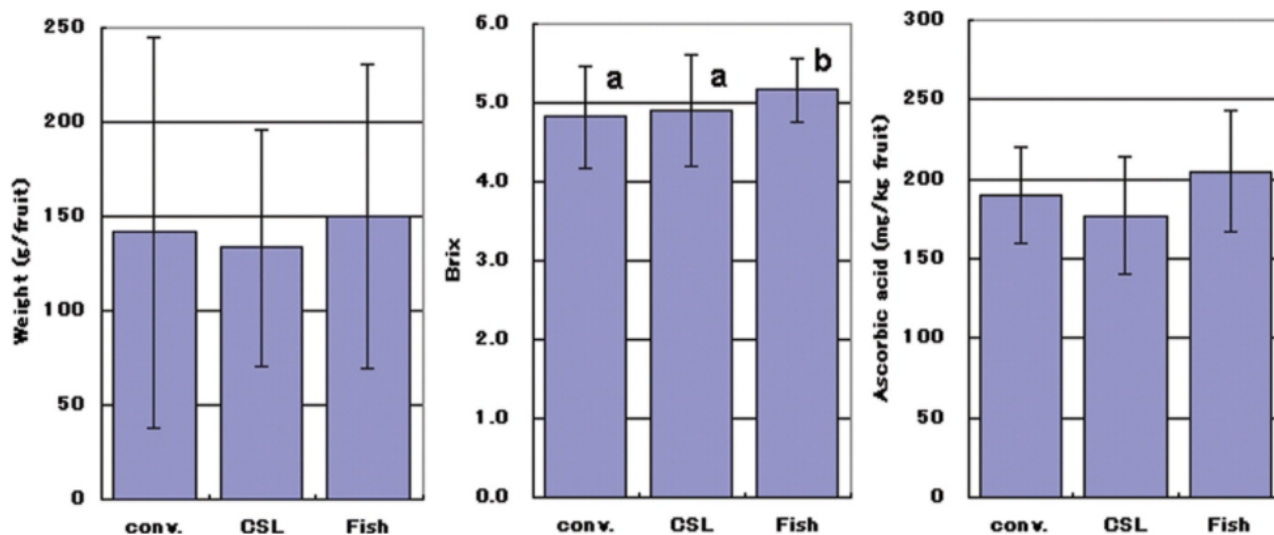 Weight (g/fruit)
250
200
150
100
50
0
conv. CSL Fish
Brix
6.0
5.0
4.0
3.0
2.0
1.0
0.0
a a b
conv. CSL Fish
Ascorbic acid (mg/kg fruit)
300
250
200
150
100
50
0
conv. CSL Fish